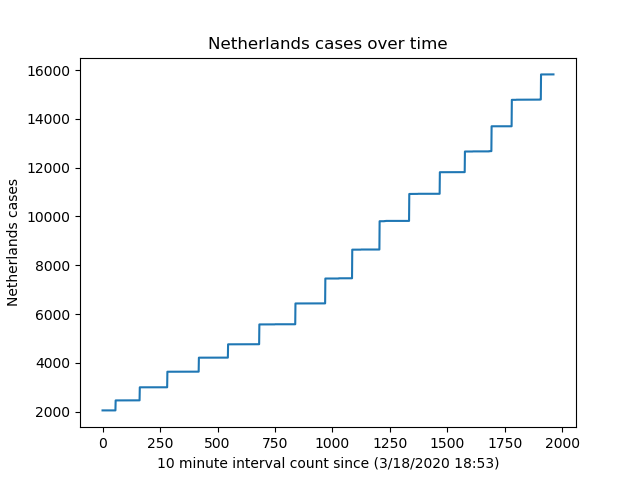 Netherlands cases over time
16000
14000
12000
10000
8000
6000
4000
2000
Netherlands cases
0 250 500 750 1000 1250 1500 1750 2000
10 minute interval count since (3/18/2020 18:53)